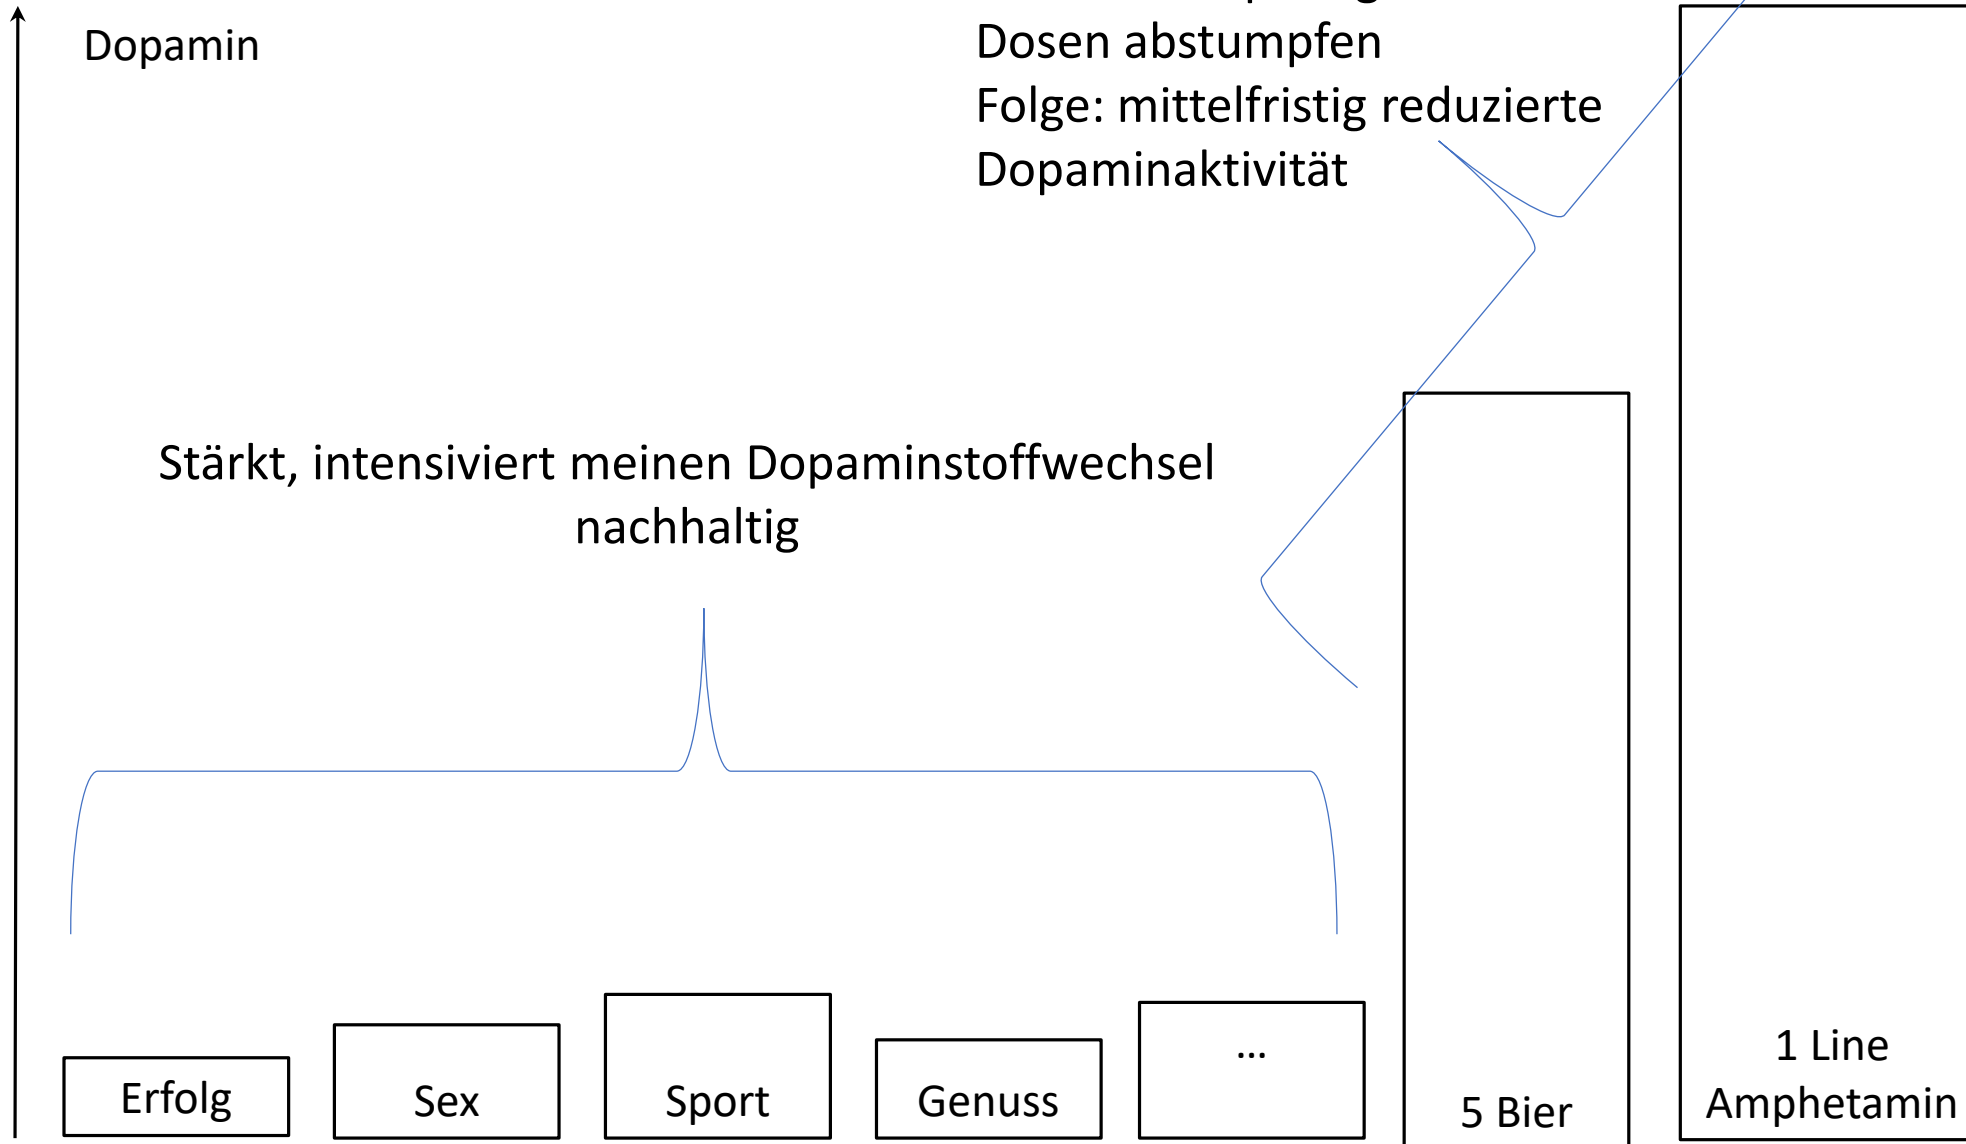 Dopamin
Dosen abstumpfen
Folge: mittelfristig reduzierte
Dopaminaktivität
Stärkt, intensiviert meinen Dopaminstoffwechsel
nachhaltig
Erfolg
Sex
Sport
Genuss
...
5 Bier
1 Line
Amphetamin